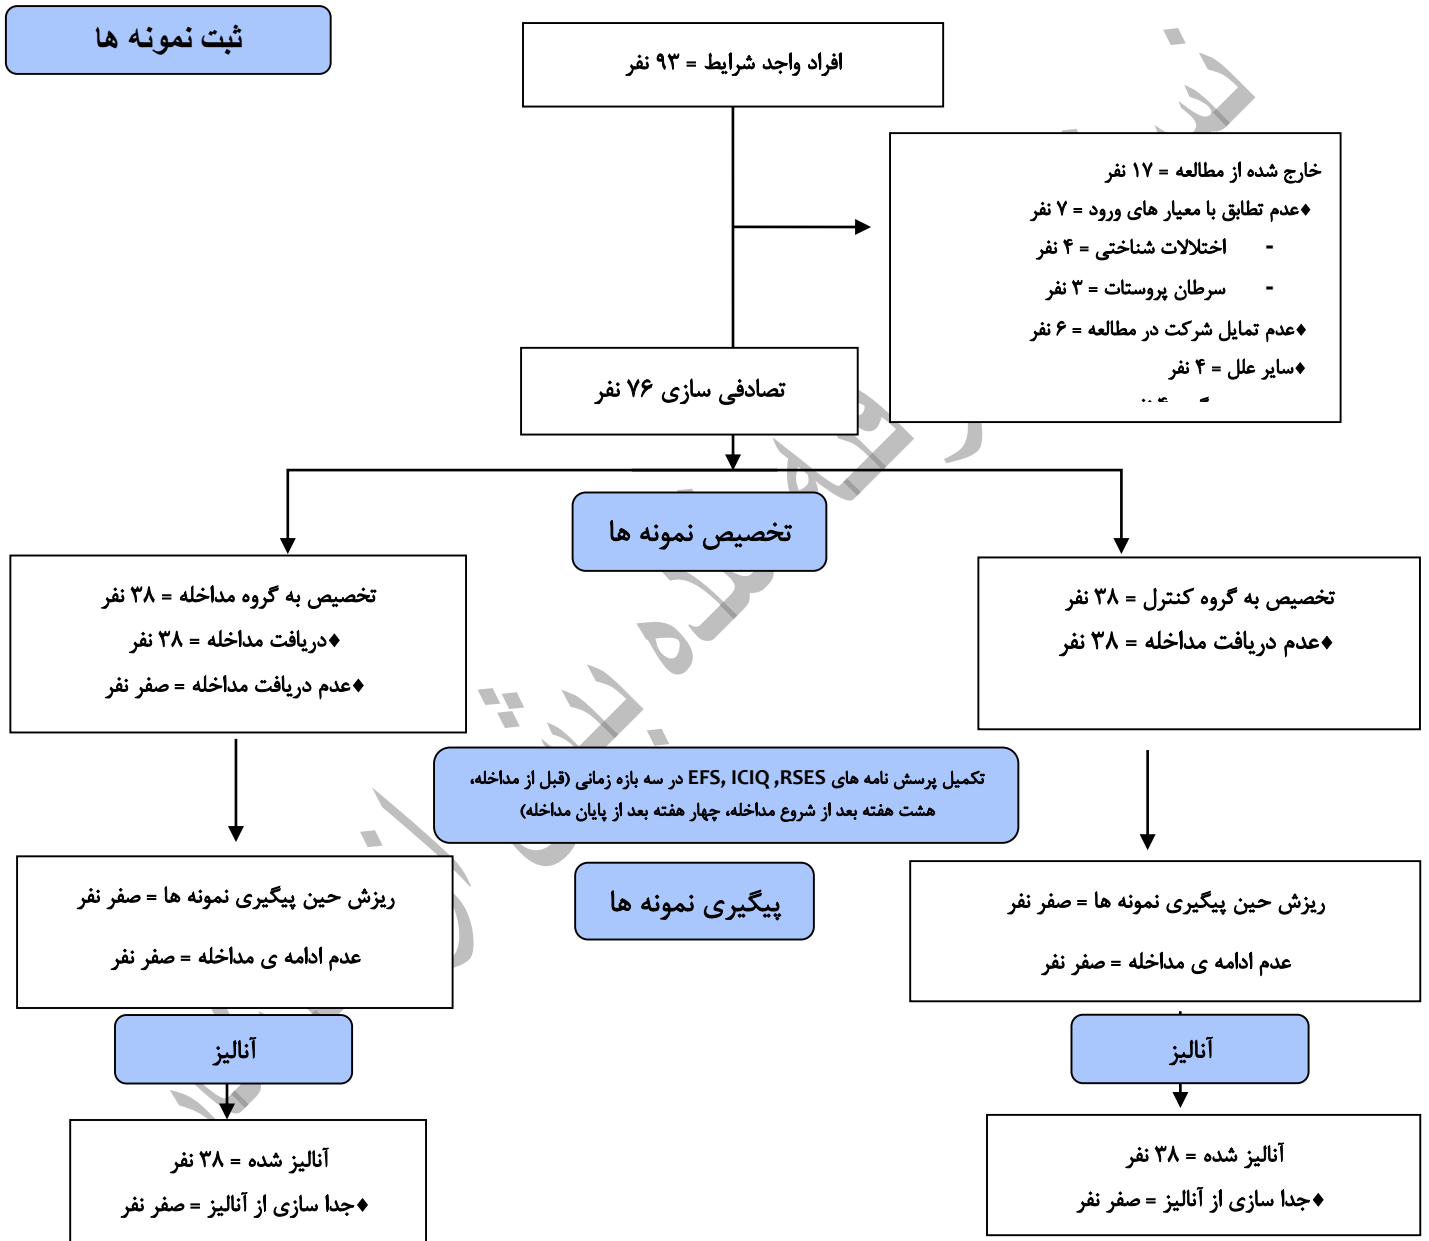 ثبت نمونه ها
افراد واجد شرایط = ۹۳ نفر
خارج شده از مطالعه = ۱۷ نفر
♦عدم تطابق با معیار های ورود = ۷ نفر
- اختلالات شناختی = ۴ نفر
- سرطان پروستات = ۳ نفر
♦عدم تمایل شرکت در مطالعه = ۶ نفر
♦سایر علل = ۴ نفر
تصادفی سازی ۷۶ نفر
تخصیص نمونه ها
تخصیص به گروه کنترل = ۳۸ نفر
♦عدم دریافت مداخله = ۳۸ نفر
تخصیص به گروه مداخله = ۳۸ نفر
♦دریافت مداخله = ۳۸ نفر
♦عدم دریافت مداخله = صفر نفر
تکمیل پرسش نامه های EFS, ICIQ ,RSES در سه بازه زمانی (قبل از مداخله،
هشت هفته بعد از شروع مداخله، چهار هفته بعد از پایان مداخله)
پیگیری نمونه ها
ریزش حین پیگیری نمونه ها = صفر نفر
عدم ادامه ی مداخله = صفر نفر
ریزش حین پیگیری نمونه ها = صفر نفر
عدم ادامه ی مداخله = صفر نفر
آنالیز
آنالیز شده = ۳۸ نفر
♦جدا سازی از آنالیز = صفر نفر
آنالیز
آنالیز شده = ۳۸ نفر
♦جدا سازی از آنالیز = صفر نفر